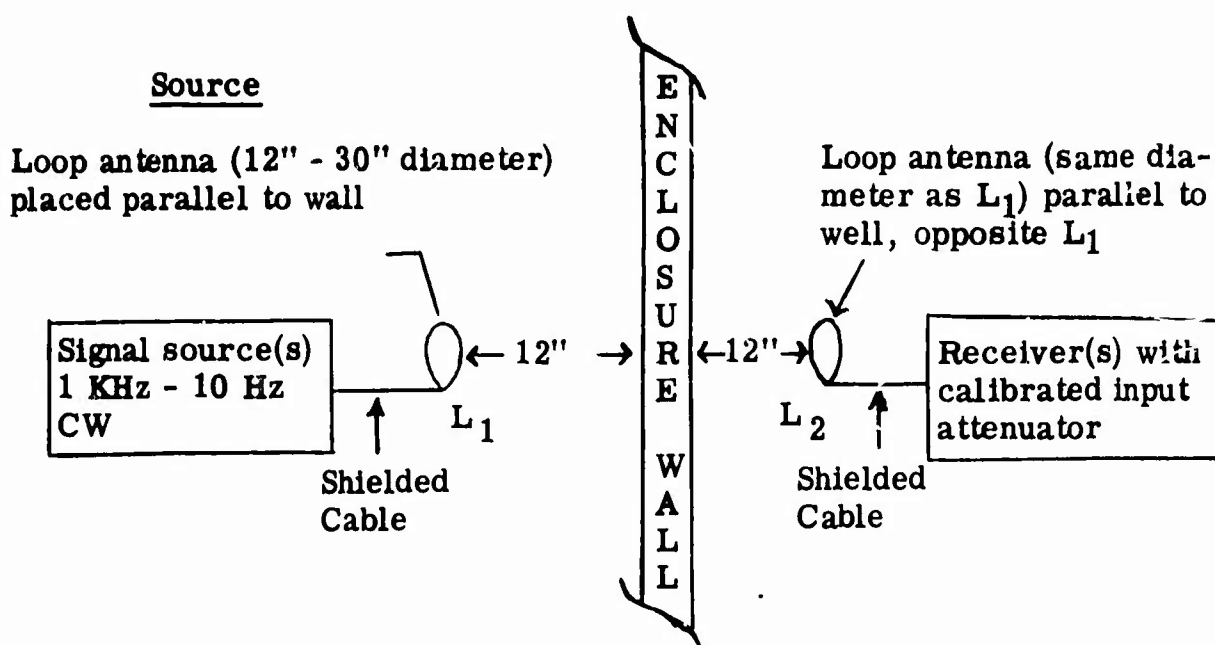 Source
Loop antenna (12" - 30" diameter)
placed parallel to wall
Signal source(s)
1 KHz - 10 Hz
CW
Shielded
Cable
L1
12"
ENCLOSURE WALL
12"
Loop antenna (same dia-
meter as L1) parallel to
well, opposite L1
L2
Shielded
Cable
Receiver(s) with
calibrated input
attenuator